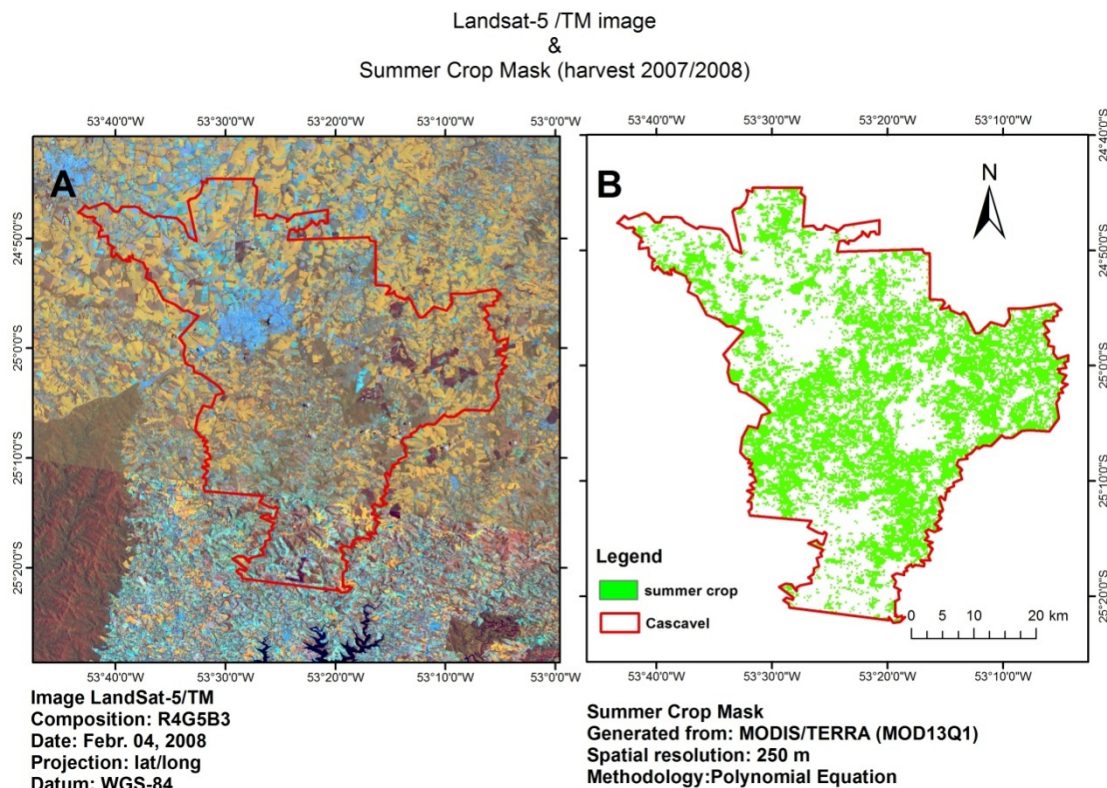 Landsat-5 /TM image
&
Summer Crop Mask (harvest 2007/2008)
53°40'0"W 53°30'0"W 53°20'0"W 53°10'0"W 53°0'0"W
A
24°50'0"S
25°0'0"S
25°10'0"S
25°20'0"S
53°40'0"W 53°30'0"W 53°20'0"W 53°10'0"W 53°0'0"W
Image LandSat-5/TM
Composition: R4G5B3
Date: Febr. 04, 2008
Projection: lat/long
Datum: WGS-84
53°40'0"W 53°30'0"W 53°20'0"W 53°10'0"W
B
N
24°40'0"S
24°50'0"S
25°0'0"S
25°10'0"S
25°20'0"S
Legend
summer crop
Cascavel
0 5 10 20 km
53°40'0"W 53°30'0"W 53°20'0"W 53°10'0"W
Summer Crop Mask
Generated from: MODIS/TERRA (MOD13Q1)
Spatial resolution: 250 m
Methodology:Polynomial Equation